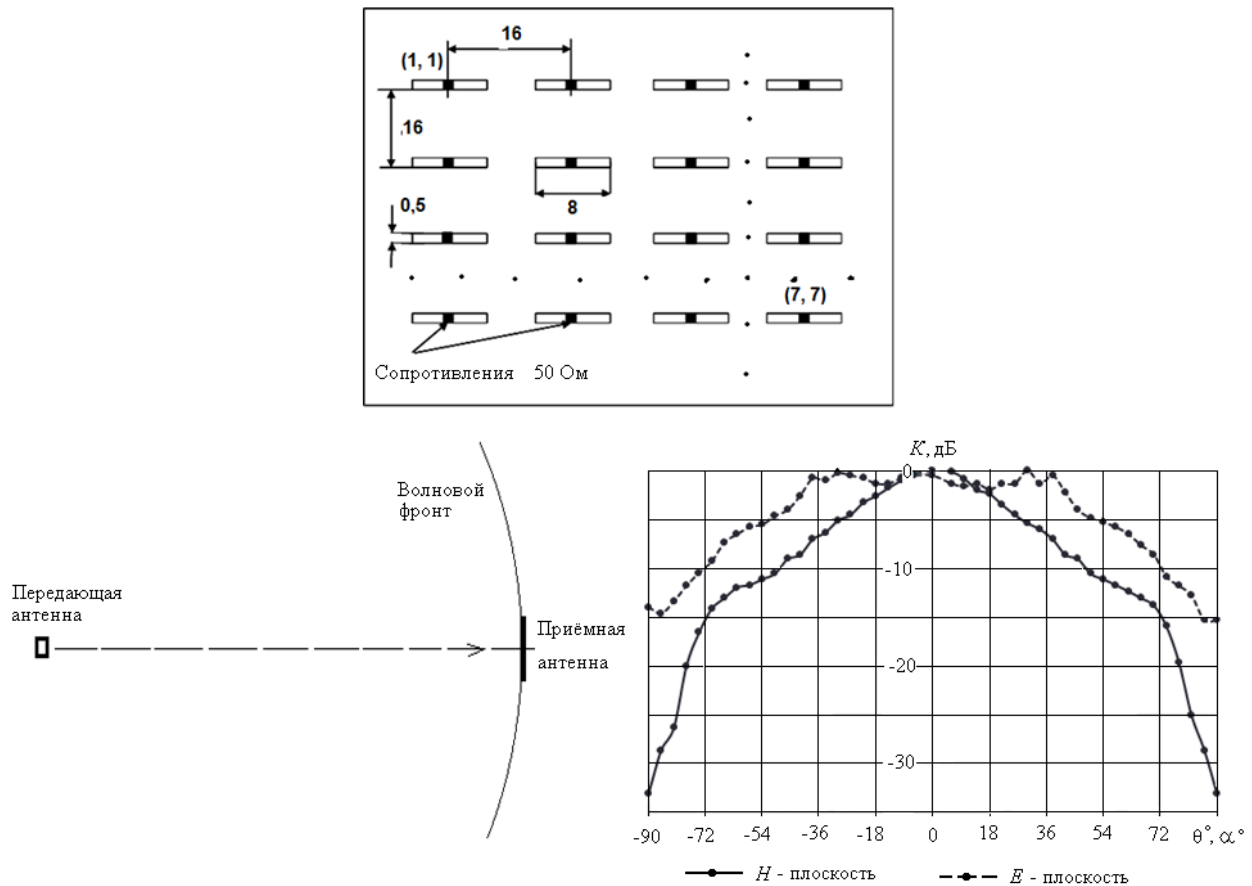 16
(1, 1)
,16
0,5
8
(7, 7)
Сопротивления 50 Ом
Волновой
фронт
Передающая
антенна
Приёмная
антенна
К, дБ
0
-10
-20
-30
-90 -72 -54 -36 -18 0 18 36 54 72 θ°, α°
H - плоскость E - плоскость